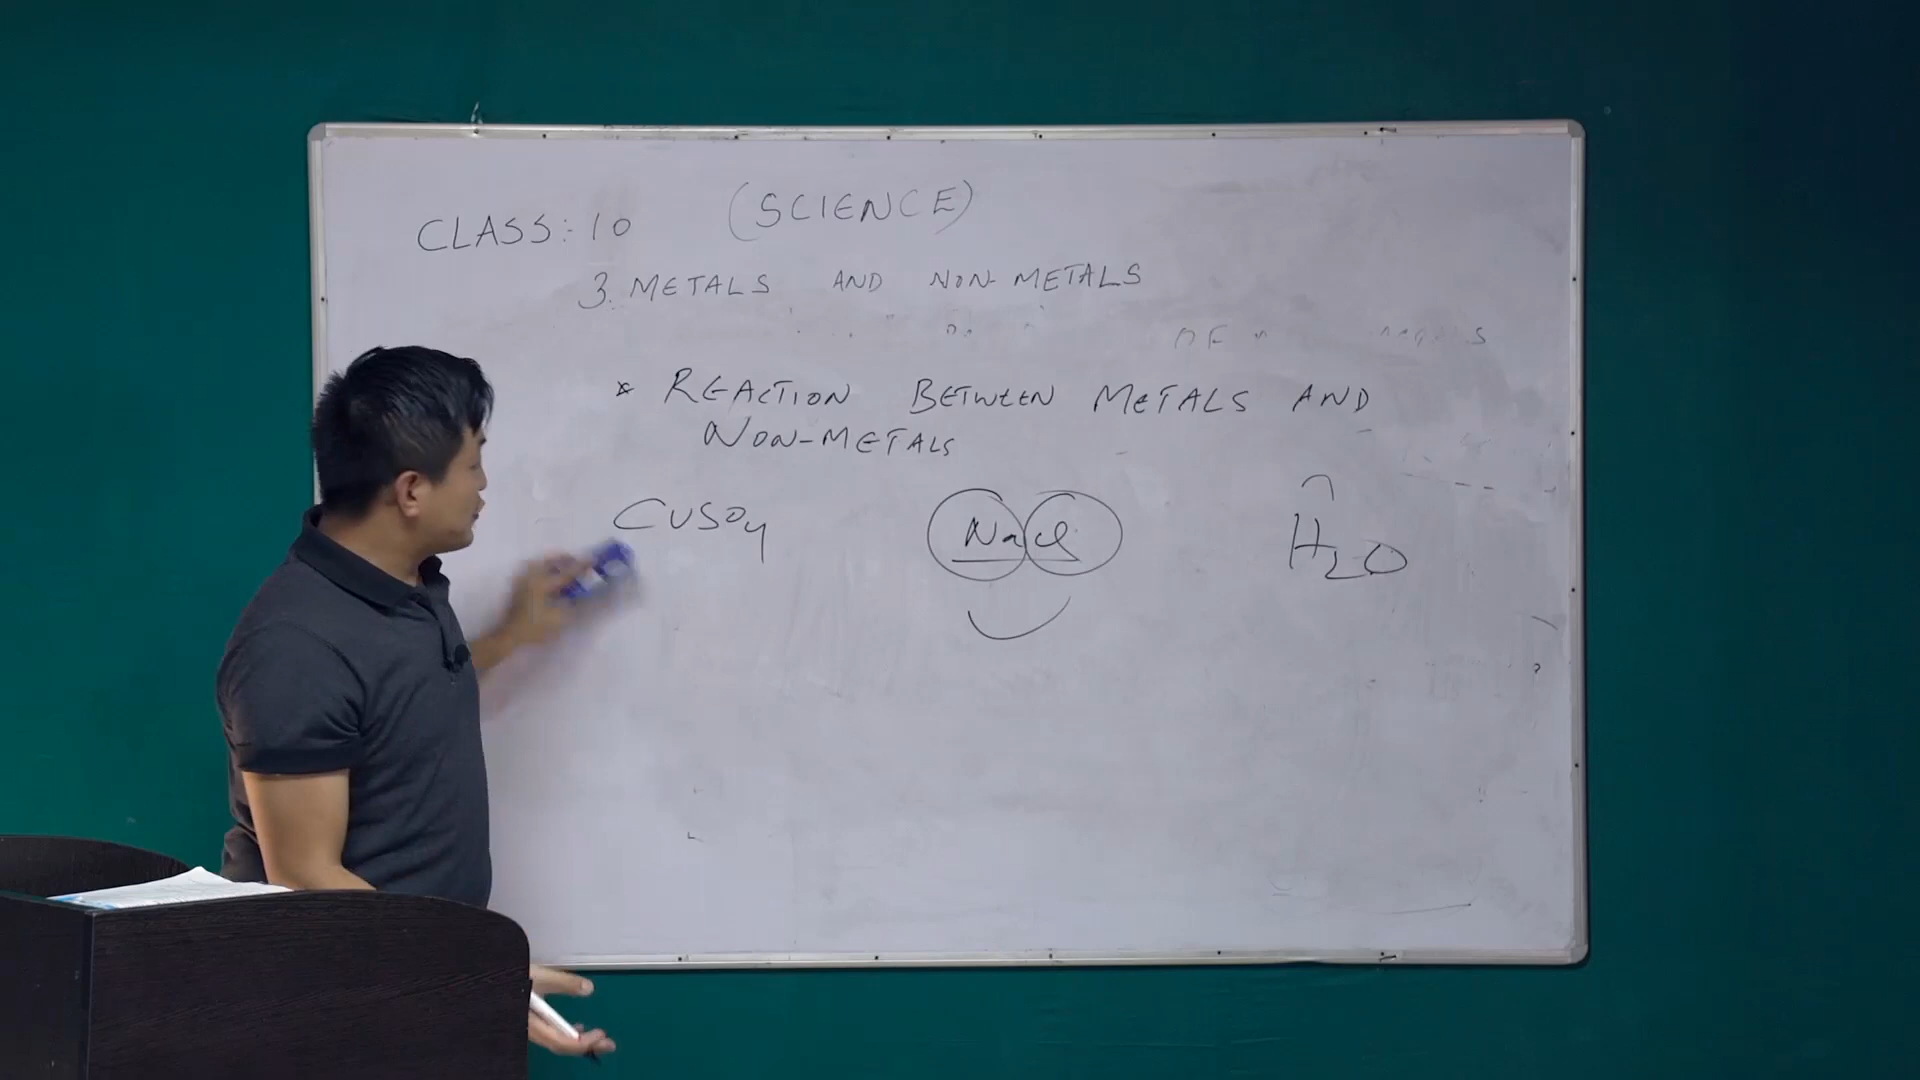 CLASS:- 10 (SCIENCE)
3. METALS AND NON-METALS
* REACTION BETWEEN METALS AND
NON-METALS
CuSO4 NaCl H2O